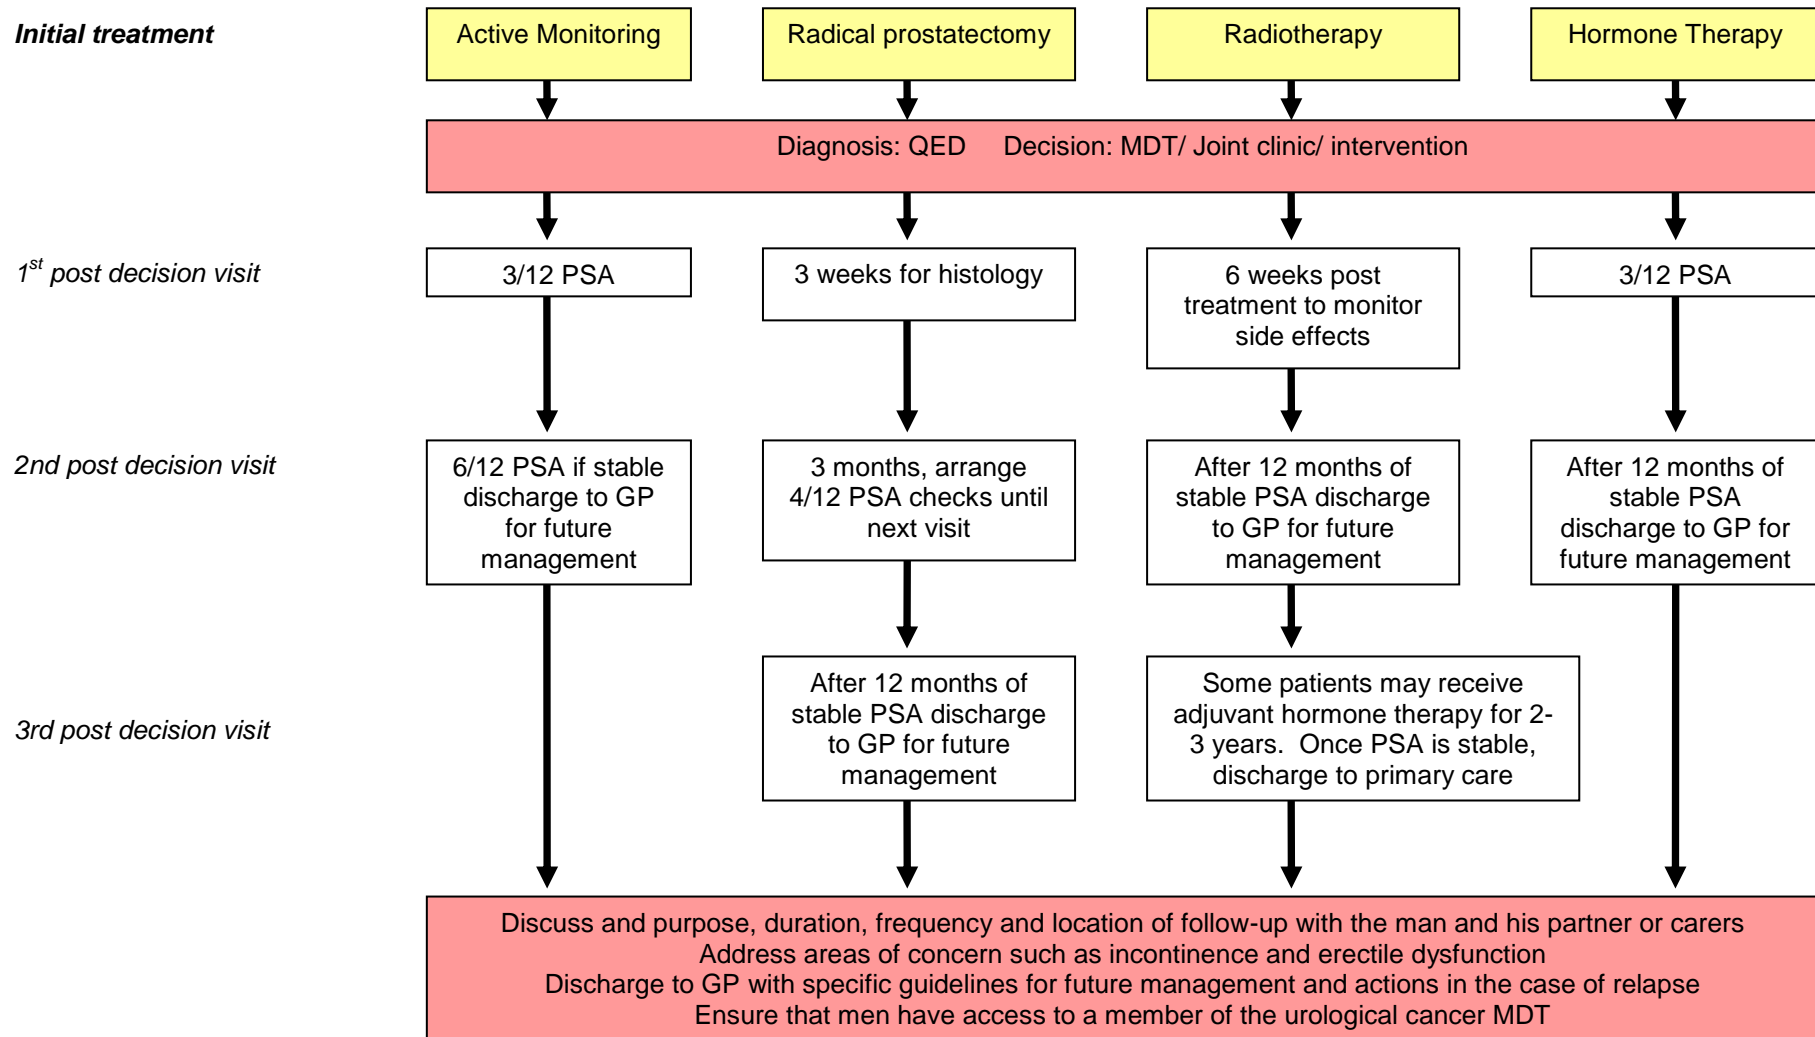 Initial treatment
Active Monitoring
Radical prostatectomy
Radiotherapy
Hormone Therapy
Diagnosis: QED Decision: MDT/ Joint clinic/ intervention
1st post decision visit
3/12 PSA
3 weeks for histology
6 weeks post
treatment to monitor
side effects
3/12 PSA
2nd post decision visit
6/12 PSA if stable
discharge to GP
for future
management
3 months, arrange
4/12 PSA checks until
next visit
After 12 months of
stable PSA discharge
to GP for future
management
After 12 months of
stable PSA
discharge to GP for
future management
3rd post decision visit
After 12 months of
stable PSA discharge
to GP for future
management
Some patients may receive
adjuvant hormone therapy for 2-
3 years. Once PSA is stable,
discharge to primary care
Discuss and purpose, duration, frequency and location of follow-up with the man and his partner or carers
Address areas of concern such as incontinence and erectile dysfunction
Discharge to GP with specific guidelines for future management and actions in the case of relapse
Ensure that men have access to a member of the urological cancer MDT